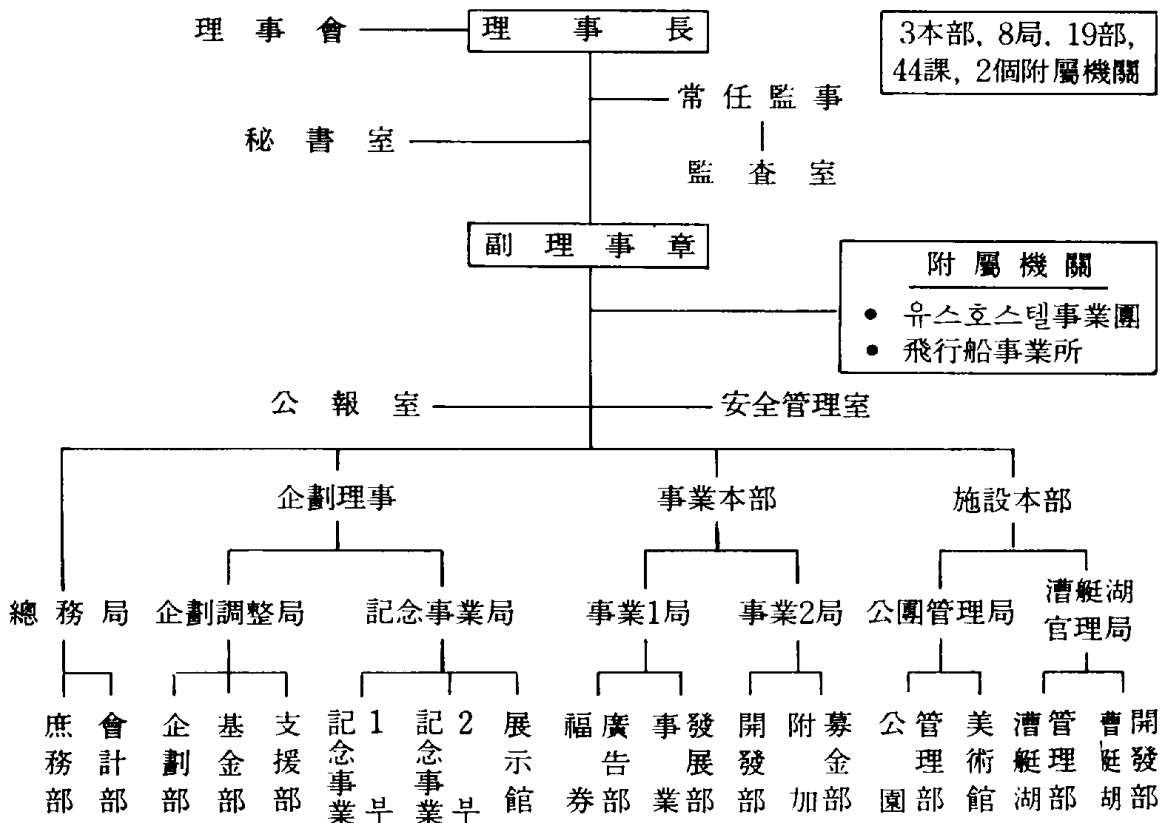 理事會
理事長
3本部, 8局, 19部,
44課, 2個附屬機關
常任監事
秘書室
監査室
副理事章
附屬機關
• 유스호스텔事業團
• 飛行船事業所
公報室
安全管理室
企劃理事
事業本部
施設本部
總務局
企劃調整局
記念事業局
事業1局
事業2局
公團管理局
漕艇湖
官理局
庶務部
會計部
企劃部
基金部
支援部
記念事業
1부
記念事業
2부
展示館
福券
廣告部
事業
發展部
開發部
附加
募金部
公園
管理部
美術館
漕艇湖
管理部
曹艇胡
開發部